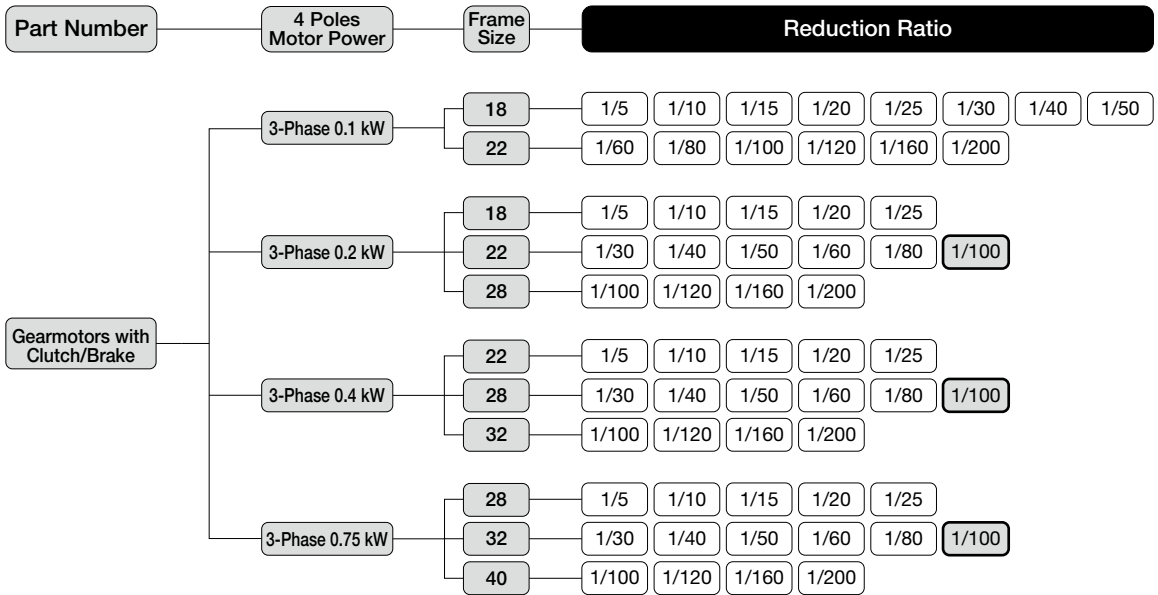 Part Number
4 Poles
Motor Power
Frame
Size
Reduction Ratio
3-Phase 0.1 kW
18
1/5 1/10 1/15 1/20 1/25 1/30 1/40 1/50
22
1/60 1/80 1/100 1/120 1/160 1/200
3-Phase 0.2 kW
18
1/5 1/10 1/15 1/20 1/25
22
1/30 1/40 1/50 1/60 1/80 1/100
28
1/100 1/120 1/160 1/200
Gearmotors with
Clutch/Brake
3-Phase 0.4 kW
22
1/5 1/10 1/15 1/20 1/25
28
1/30 1/40 1/50 1/60 1/80 1/100
32
1/100 1/120 1/160 1/200
3-Phase 0.75 kW
28
1/5 1/10 1/15 1/20 1/25
32
1/30 1/40 1/50 1/60 1/80 1/100
40
1/100 1/120 1/160 1/200